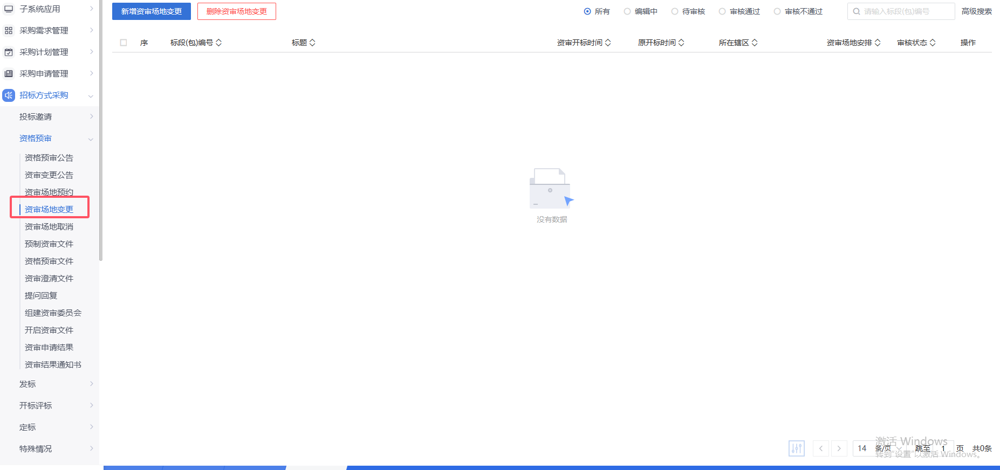 子系统应用
采购需求管理
采购计划管理
采购申请管理
招标方式采购
投标邀请
资格预审
资格预审公告
资审变更公告
资审场地预约
资审场地变更
资审场地取消
预制资审文件
资格预审文件
资审澄清文件
提问回复
组建资审委员会
开启资审文件
资审申请结果
资审结果通知书
发标
开标评标
定标
特殊情况
新增资审场地变更 删除资审场地变更 所有 编辑中 待审核 审核通过 审核不通过 请输入标段(包)编号 高级搜索
序 标段(包)编号 标题 资审开标时间 原开标时间 所在辖区 资审场地安排 审核状态 操作
没有数据
14 条/页 跳至 1 页 共0条
激活 Windows
转到"设置"以激活 Windows。